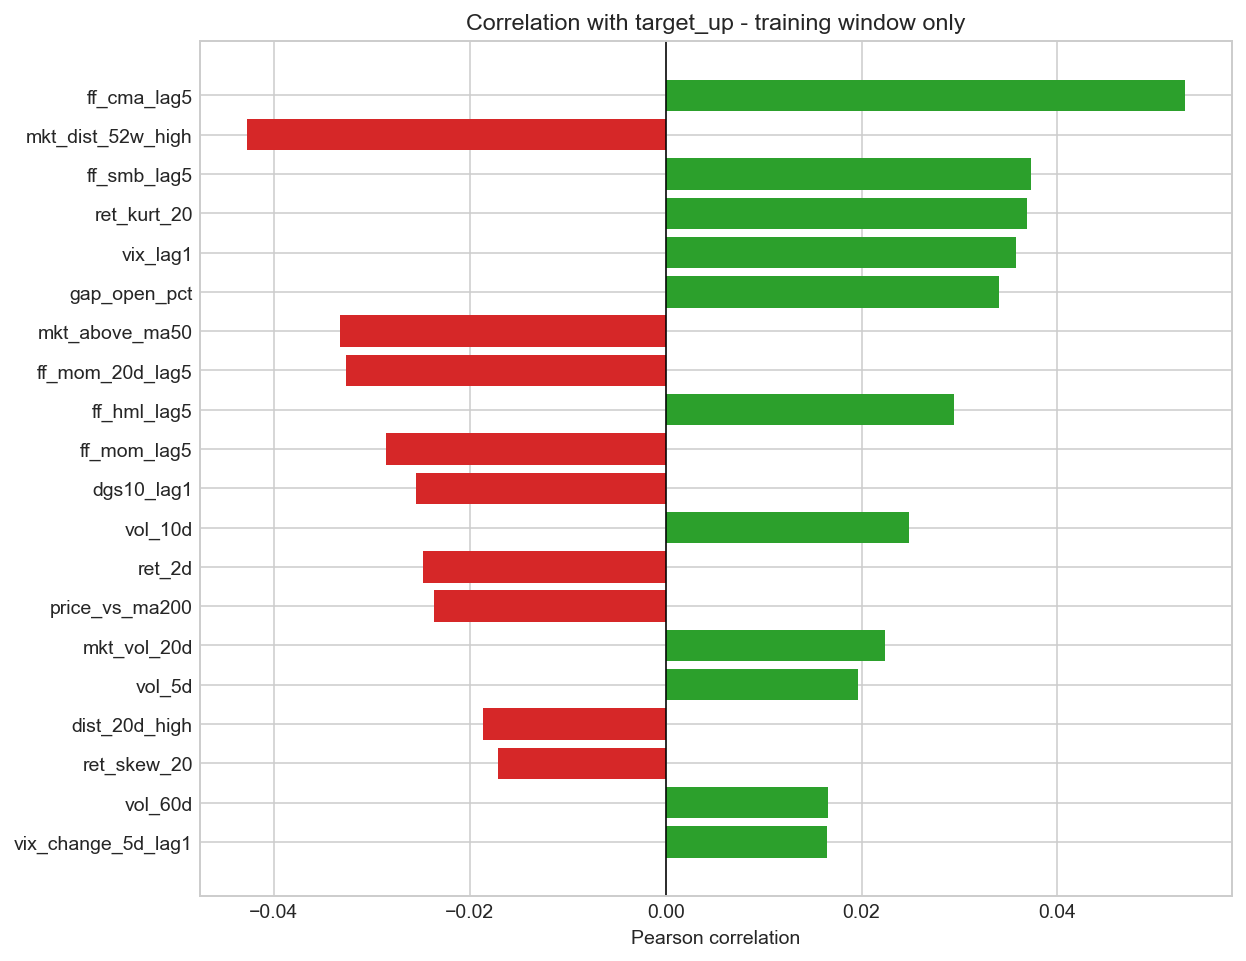 Correlation with target_up - training window only
ff_cma_lag5
mkt_dist_52w_high
ff_smb_lag5
ret_kurt_20
vix_lag1
gap_open_pct
mkt_above_ma50
ff_mom_20d_lag5
ff_hml_lag5
ff_mom_lag5
dgs10_lag1
vol_10d
ret_2d
price_vs_ma200
mkt_vol_20d
vol_5d
dist_20d_high
ret_skew_20
vol_60d
vix_change_5d_lag1
−0.04 −0.02 0.00 0.02 0.04
Pearson correlation